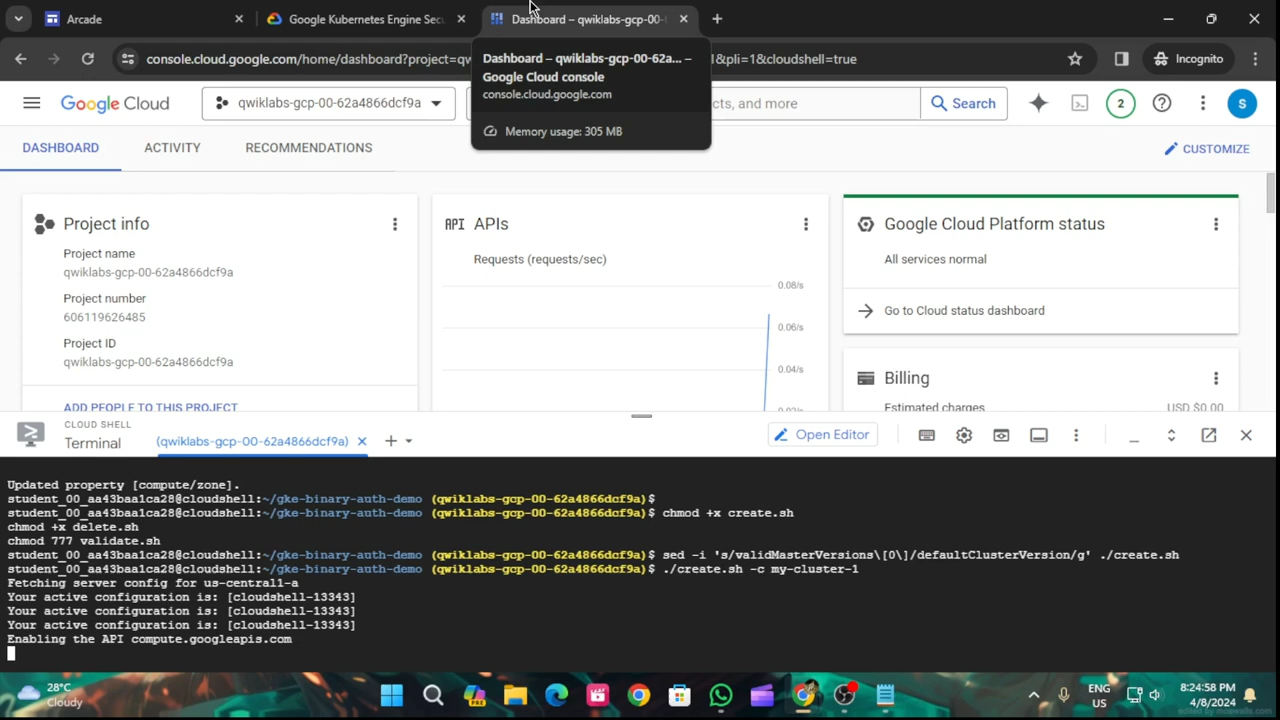 Arcade
Google Kubernetes Engine Secu
Dashboard – qwiklabs-gcp-00-6
console.cloud.google.com/home/dashboard?project=qw
1&pli=1&cloudshell=true
Incognito
Dashboard – qwiklabs-gcp-00-62a... –
Google Cloud console
console.cloud.google.com
Memory usage: 305 MB
Google Cloud
qwiklabs-gcp-00-62a4866dcf9a
cts, and more
Search
2
S
DASHBOARD
ACTIVITY
RECOMMENDATIONS
CUSTOMIZE
Project info
Project name
qwiklabs-gcp-00-62a4866dcf9a
Project number
606119626485
Project ID
qwiklabs-gcp-00-62a4866dcf9a
ADD PEOPLE TO THIS PROJECT
API APIs
Requests (requests/sec)
0.08/s
0.06/s
0.04/s
0.02/s
Google Cloud Platform status
All services normal
Go to Cloud status dashboard
Billing
Estimated charges
USD $0.00
CLOUD SHELL
Terminal
(qwiklabs-gcp-00-62a4866dcf9a)
Open Editor
Updated property [compute/zone].
student_00_aa43baa1ca28@cloudshell:~/gke-binary-auth-demo (qwiklabs-gcp-00-62a4866dcf9a)$
student_00_aa43baa1ca28@cloudshell:~/gke-binary-auth-demo (qwiklabs-gcp-00-62a4866dcf9a)$ chmod +x create.sh
chmod +x delete.sh
chmod 777 validate.sh
student_00_aa43baa1ca28@cloudshell:~/gke-binary-auth-demo (qwiklabs-gcp-00-62a4866dcf9a)$ sed -i 's/validMasterVersions\[0\]/defaultClusterVersion/g' ./create.sh
student_00_aa43baa1ca28@cloudshell:~/gke-binary-auth-demo (qwiklabs-gcp-00-62a4866dcf9a)$ ./create.sh -c my-cluster-1
Fetching server config for us-central1-a
Your active configuration is: [cloudshell-13343]
Your active configuration is: [cloudshell-13343]
Your active configuration is: [cloudshell-13343]
Enabling the API compute.googleapis.com
28°C
Cloudy
PRE
ENG
US
8:24:58 PM
4/8/2024